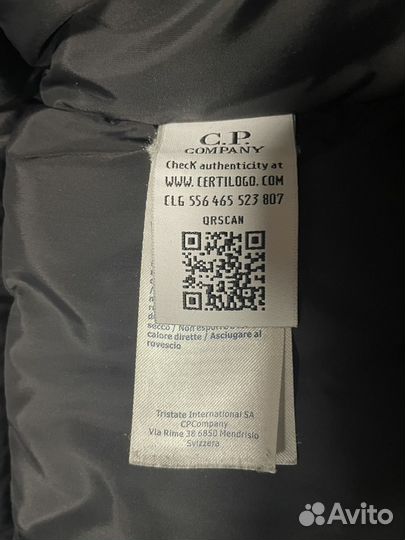 C.P.
COMPANY
ChecK authenticity at
WWW. CERTILOGO. COM
CLG 556 465 523 807
QRSCAN
secco / Non esporre a
calore dirette / Asciugare al
rovescio
Tristate International SA
CPCompany
Via Rime 38 6850 Mendrisio
Svizzera
Avito